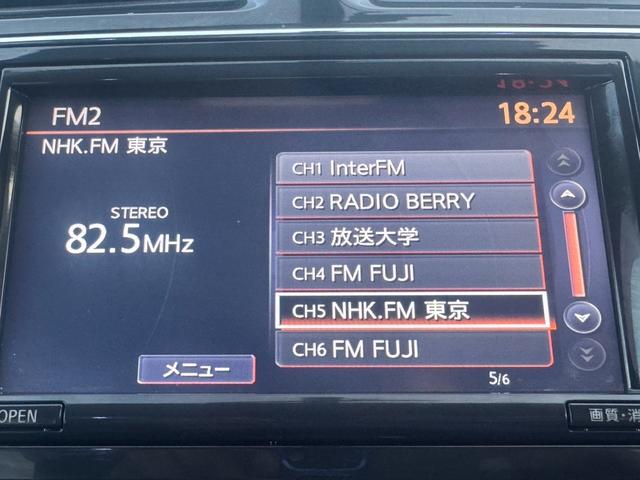 FM2
18:24
NHK.FM 東京
STEREO
82.5MHz
CH1 InterFM
CH2 RADIO BERRY
CH3 放送大学
CH4 FM FUJI
CH5 NHK.FM 東京
CH6 FM FUJI
メニュー
5/6
OPEN
画質・消